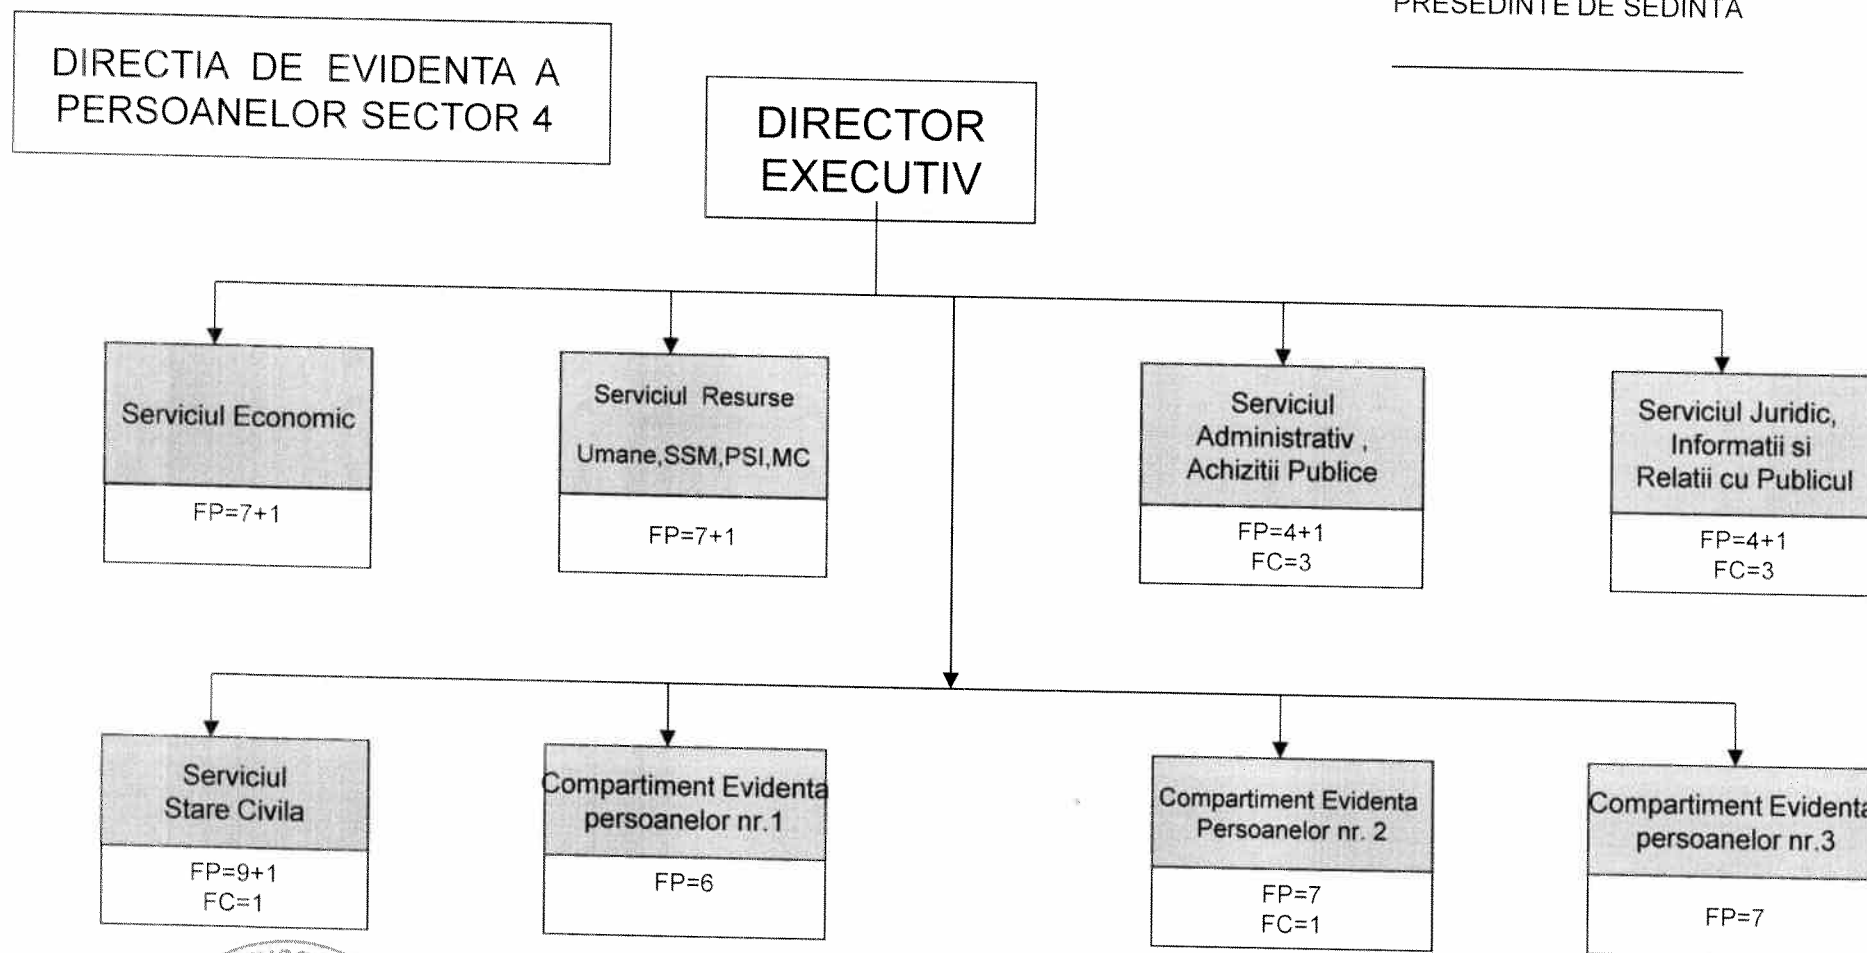 PRESEDINTE DE SEDINTA
DIRECTIA DE EVIDENTA A
PERSOANELOR SECTOR 4
DIRECTOR
EXECUTIV
Serviciul Economic
FP=7+1
Serviciul Resurse
Umane,SSM,PSI,MC
FP=7+1
Serviciul
Administrativ ,
Achizitii Publice
FP=4+1
FC=3
Serviciul Juridic,
Informatii si
Relatii cu Publicul
FP=4+1
FC=3
Serviciul
Stare Civila
FP=9+1
FC=1
Compartiment Evidenta
persoanelor nr.1
FP=6
Compartiment Evidenta
Persoanelor nr. 2
FP=7
FC=1
Compartiment Evidenta
persoanelor nr.3
FP=7